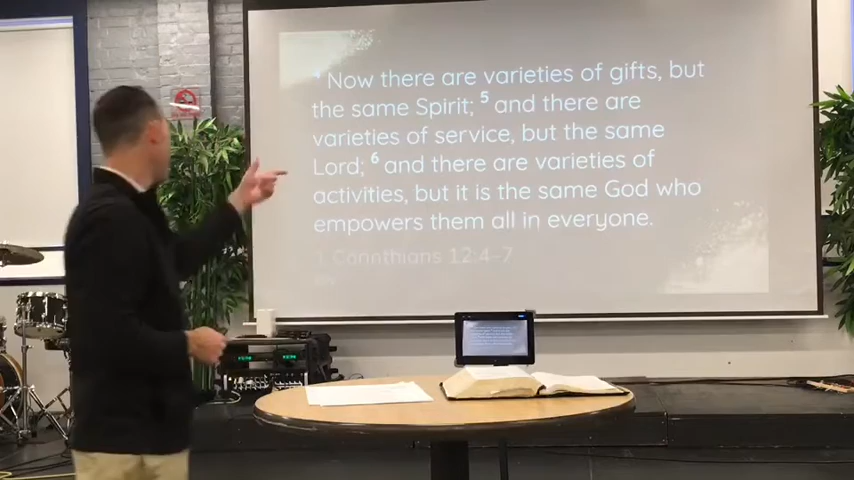 4 Now there are varieties of gifts, but
the same Spirit; 5 and there are
varieties of service, but the same
Lord; 6 and there are varieties of
activities, but it is the same God who
empowers them all in everyone.
1 Corinthians 12:4-7